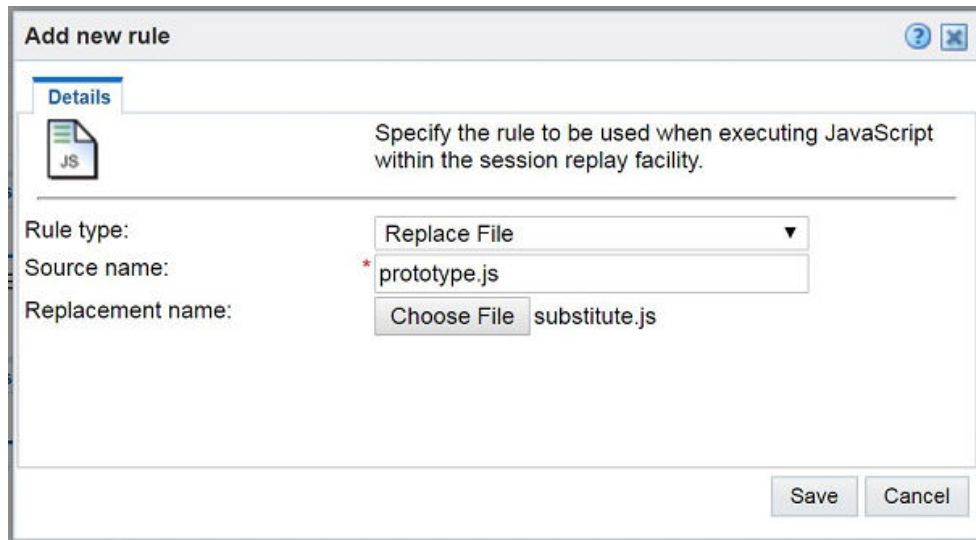 Add new rule
?
Details
JS
Specify the rule to be used when executing JavaScript
within the session replay facility.
Rule type:
Replace File
Source name:
* prototype.js
Replacement name:
Choose File substitute.js
Save Cancel